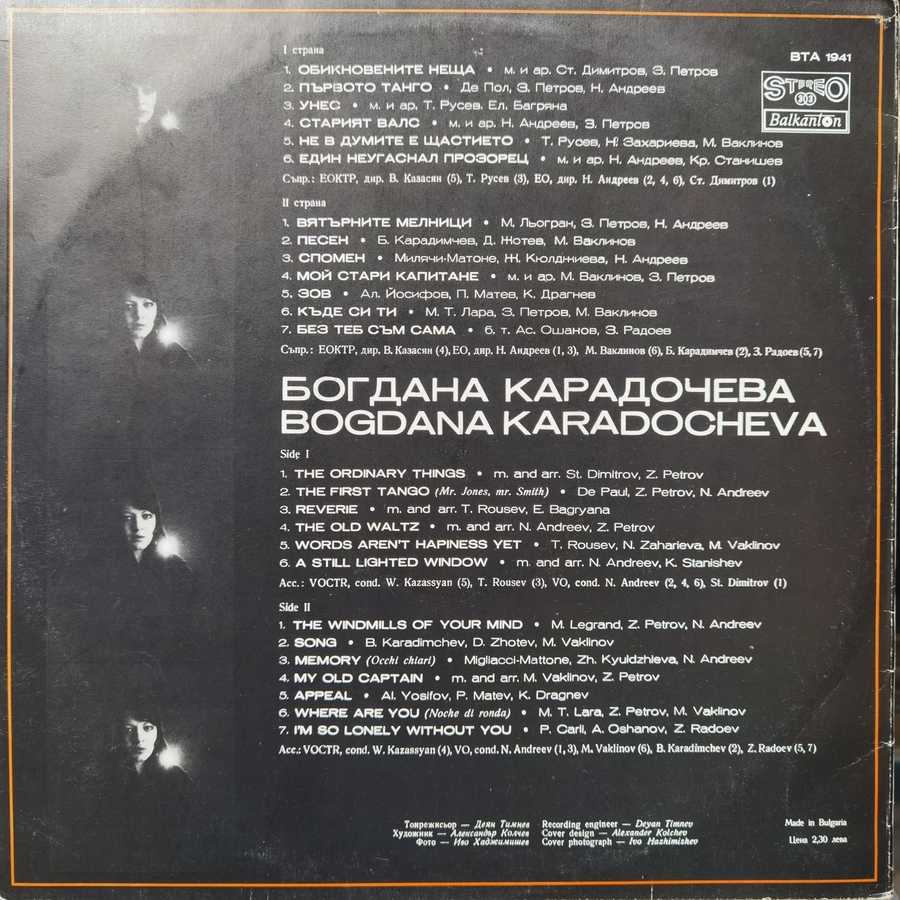 I страна
1. ОБИКНОВЕНИТЕ НЕЩА • м. и ар. Ст. Димитров, З. Петров
2. ПЪРВОТО ТАНГО • Де Пол, З. Петров, Н. Андреев
3. УНЕС • м. и ар. Т. Русев, Ел. Багряна
4. СТАРИЯТ ВАЛС • м. и ар. Н. Андреев, З. Петров
5. НЕ В ДУМИТЕ Е ЩАСТИЕТО • Т. Русев, Н. Захариева, М. Ваклинов
6. ЕДИН НЕУГАСНАЛ ПРОЗОРЕЦ • м. и ар. Н. Андреев, Кр. Станишев
Съпр.: ЕОКТР, дир. В. Казасян (5), Т. Русев (3), ЕО, дир. Н. Андреев (2, 4, 6), Ст. Димитров (1)
BTA 1941
STEREO
303
Balkanton
II страна
1. ВЯТЪРНИТЕ МЕЛНИЦИ • М. Льогран, З. Петров, Н. Андреев
2. ПЕСЕН • Б. Карадимчев, Д. Жотев, М. Ваклинов
3. СПОМЕН • Милячи-Матоне, Ж. Кюлджиева, Н. Андреев
4. МОЙ СТАРИ КАПИТАНЕ • м. и ар. М. Ваклинов, З. Петров
5. ЗОВ • Ал. Йосифов, П. Матев, К. Драгнев
6. КЪДЕ СИ ТИ • М. Т. Лара, З. Петров, М. Ваклинов
7. БЕЗ ТЕБ СЪМ САМА • б. т. Ас. Ошанов, З. Радоев
Съпр.: ЕОКТР, дир. В. Казасян (4), ЕО, дир. Н. Андреев (1, 3), М. Ваклинов (6), Б. Карадимчев (2), З. Радоев (5, 7)
БОГДАНА КАРАДОЧЕВА
BOGDANA KARADOCHEVA
Side I
1. THE ORDINARY THINGS • m. and arr. St. Dimitrov, Z. Petrov
2. THE FIRST TANGO (Mr. Jones, mr. Smith) • De Paul, Z. Petrov, N. Andreev
3. REVERIE • m. and arr. T. Rousev, E. Bagryana
4. THE OLD WALTZ • m. and arr. N. Andreev, Z. Petrov
5. WORDS AREN'T HAPINESS YET • T. Rousev, N. Zaharieva, M. Vaklinov
6. A STILL LIGHTED WINDOW • m. and arr. N. Andreev, K. Stanishev
Acc.: VOCTR, cond. W. Kazassyan (5), T. Rousev (3), VO, cond. N. Andreev (2, 4, 6), St. Dimitrov (1)
Side II
1. THE WINDMILLS OF YOUR MIND • M. Legrand, Z. Petrov, N. Andreev
2. SONG • B. Karadimchev, D. Zhotev, M. Vaklinov
3. MEMORY (Occhi chiari) • Migliacci-Mattone, Zh. Kyuldzhieva, N. Andreev
4. MY OLD CAPTAIN • m. and arr. M. Vaklinov, Z. Petrov
5. APPEAL • Al. Yosifov, P. Matev, K. Dragnev
6. WHERE ARE YOU (Noche di ronda) • M. T. Lara, Z. Petrov, M. Vaklinov
7. I'M SO LONELY WITHOUT YOU • P. Carli, A. Oshanov, Z. Radoev
Acc.: VOCTR, cond. W. Kazassyan (4), VO, cond. N. Andreev (1, 3), M. Vaklinov (6), B. Karadimchev (2), Z. Radoev (5, 7)
Тонрежисьор — Деян Тимнев Recording engineer — Deyan Timnev
Художник — Александър Колчев Cover design — Alexander Kolchev
Фото — Иво Хаджимишев Cover photograph — Ivo Hazhimishev
Made in Bulgaria
Цена 2,30 лева